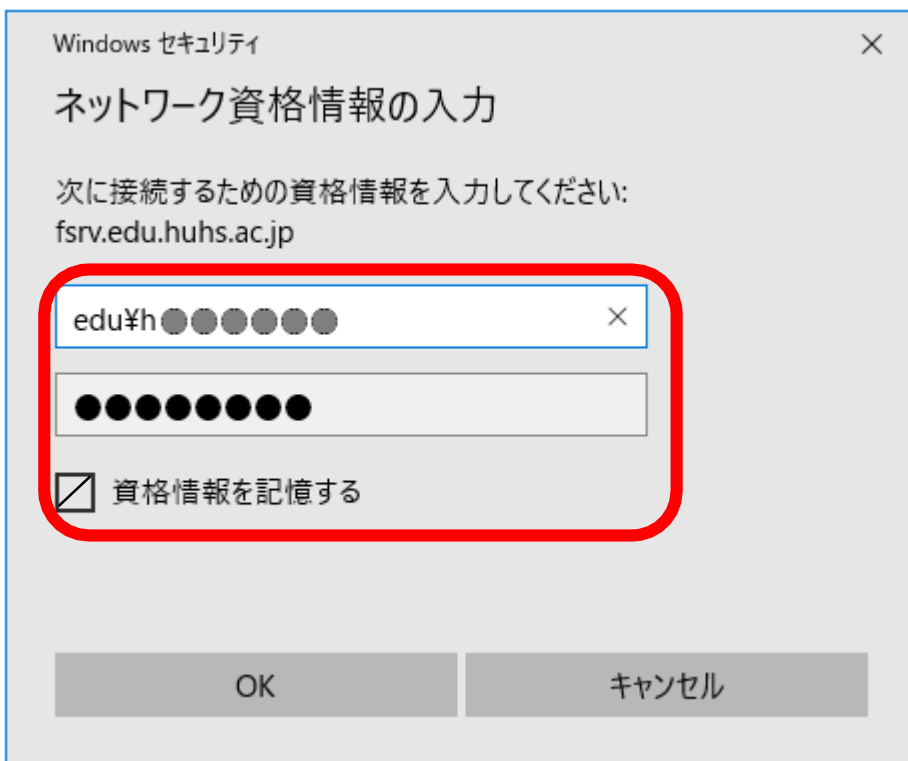 Windows セキュリティ
ネットワーク資格情報の入力
次に接続するための資格情報を入力してください:
fsrv.edu.huhs.ac.jp
edu¥h●●●●●●
●●●●●●●●
資格情報を記憶する
OK
キャンセル